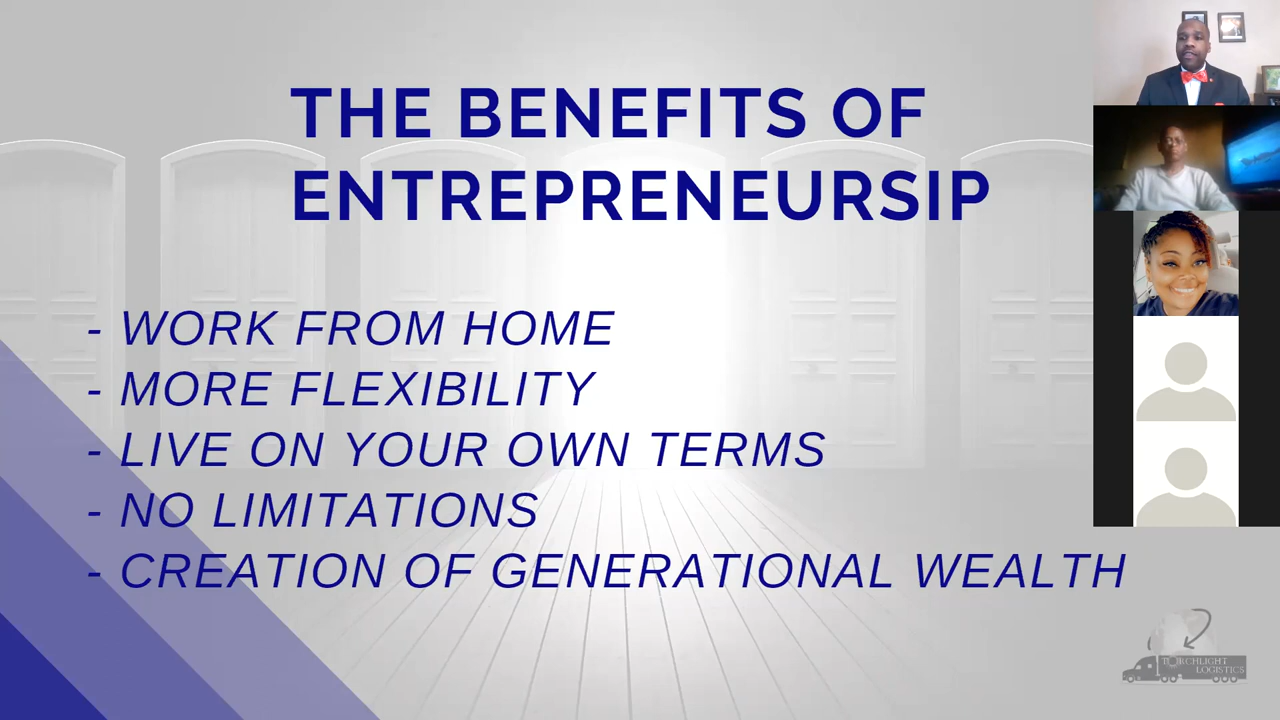 THE BENEFITS OF
ENTREPRENEURSIP
- WORK FROM HOME
- MORE FLEXIBILITY
- LIVE ON YOUR OWN TERMS
- NO LIMITATIONS
- CREATION OF GENERATIONAL WEALTH
TORCHLIGHT
LOGISTICS